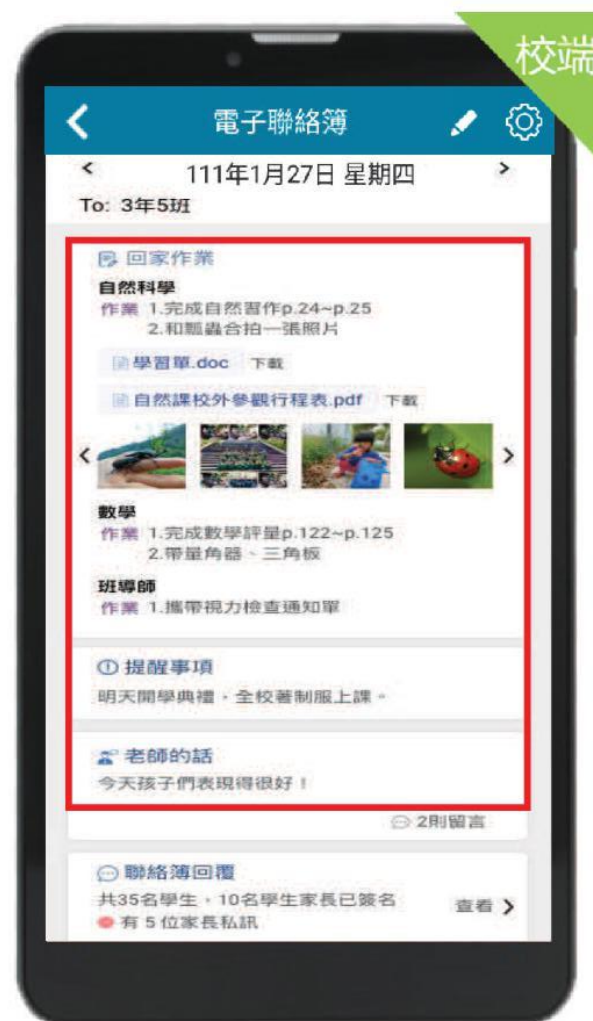 校端
電子聯絡簿
111年1月27日 星期四
To: 3年5班
回家作業
自然科學
作業 1.完成自然習作p.24~p.25
2.和瓢蟲合拍一張照片
學習單.doc 下載
自然課校外參觀行程表.pdf 下載
數學
作業 1.完成數學評量p.122~p.125
2.帶量角器、三角板
班導師
作業 1.攜帶視力檢查通知單
提醒事項
明天開學典禮,全校著制服上課。
老師的話
今天孩子們表現得很好!
2則留言
聯絡簿回覆
共35名學生,10名學生家長已簽名
查看
有 5 位家長私訊